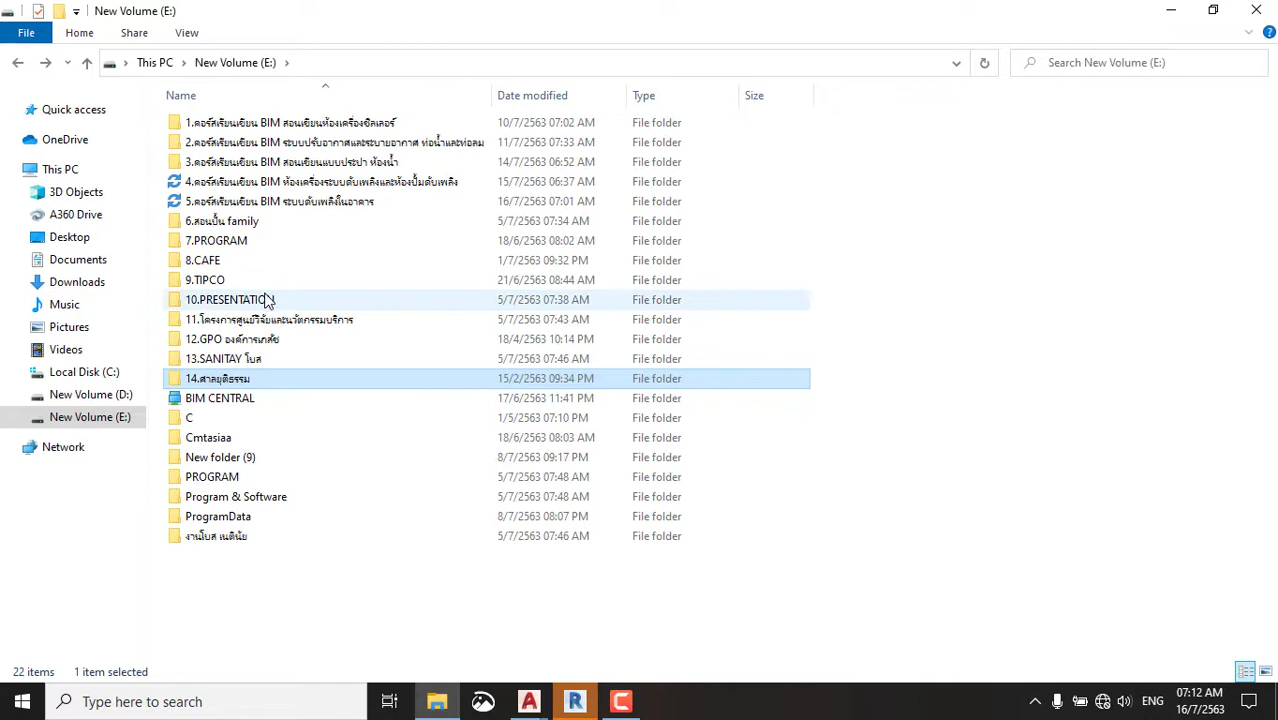 New Volume (E:)
File Home Share View
This PC New Volume (E:) Search New Volume (E:)
Name Date modified Type Size
Quick access
OneDrive
This PC
3D Objects
A360 Drive
Desktop
Documents
Downloads
Music
Pictures
Videos
Local Disk (C:)
New Volume (D:)
New Volume (E:)
Network
1.คอร์สเรียนเขียน BIM สอนเขียนห้องเครื่องชิลเลอร์ 10/7/2563 07:02 AM File folder
2.คอร์สเรียนเขียน BIM ระบบปรับอากาศและระบายอากาศ ท่อน้ำและท่อลม 11/7/2563 07:33 AM File folder
3.คอร์สเรียนเขียน BIM สอนเขียนแบบประปา ห้องน้ำ 14/7/2563 06:52 AM File folder
4.คอร์สเรียนเขียน BIM ห้องเครื่องระบบดับเพลิงและห้องปั้มดับเพลิง 15/7/2563 06:37 AM File folder
5.คอร์สเรียนเขียน BIM ระบบดับเพลิงในอาคาร 16/7/2563 07:01 AM File folder
6.สอนปั้น family 5/7/2563 07:34 AM File folder
7.PROGRAM 18/6/2563 08:02 AM File folder
8.CAFE 1/7/2563 09:32 PM File folder
9.TIPCO 21/6/2563 08:44 AM File folder
10.PRESENTATION 5/7/2563 07:38 AM File folder
11.โครงการศูนย์วิจัยและนวัตกรรมบริการ 5/7/2563 07:43 AM File folder
12.GPO องค์การเภสัช 18/4/2563 10:14 PM File folder
13.SANITAY โบส 5/7/2563 07:46 AM File folder
14.ศาลยุติธรรม 15/2/2563 09:34 PM File folder
BIM CENTRAL 17/6/2563 11:41 PM File folder
C 1/5/2563 07:10 PM File folder
Cmtasiaa 18/6/2563 08:03 AM File folder
New folder (9) 8/7/2563 09:17 PM File folder
PROGRAM 5/7/2563 07:48 AM File folder
Program & Software 5/7/2563 07:48 AM File folder
ProgramData 8/7/2563 08:07 PM File folder
งานโบส เนตินัย 5/7/2563 07:46 AM File folder
22 items 1 item selected
Type here to search
ENG
07:12 AM
16/7/2563